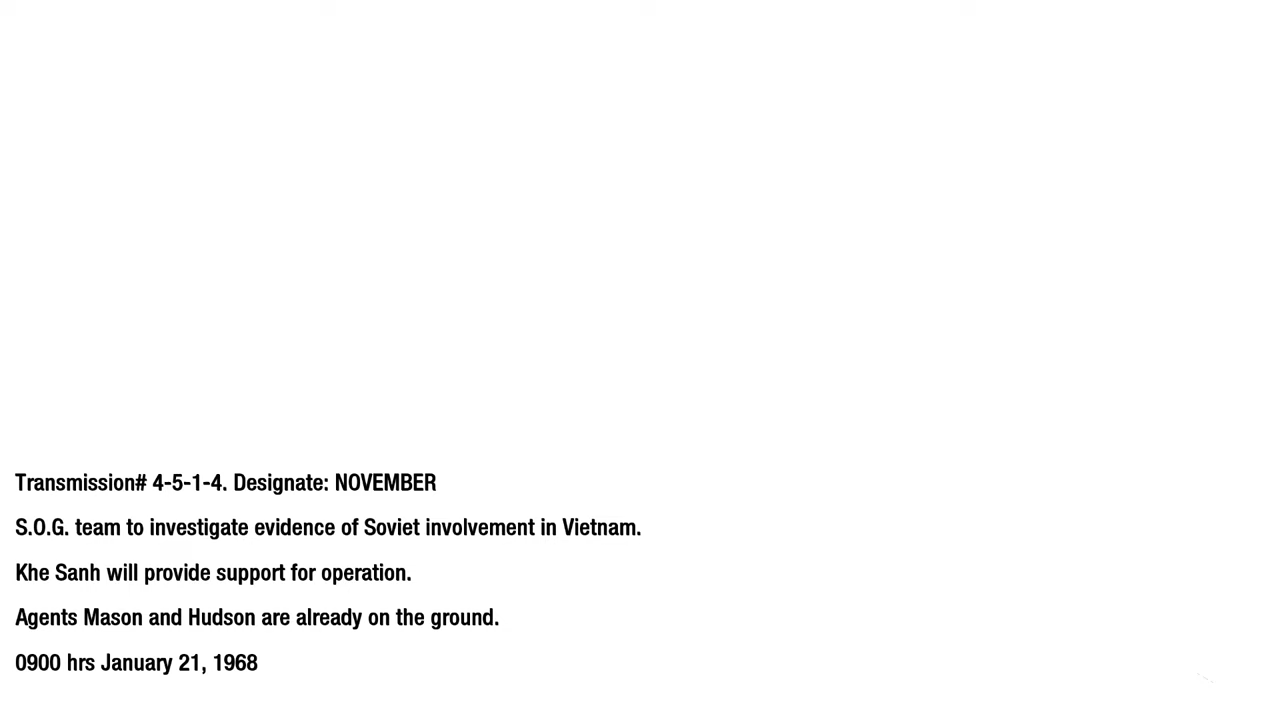 Transmission# 4-5-1-4. Designate: NOVEMBER
S.O.G. team to investigate evidence of Soviet involvement in Vietnam.
Khe Sanh will provide support for operation.
Agents Mason and Hudson are already on the ground.
0900 hrs January 21, 1968